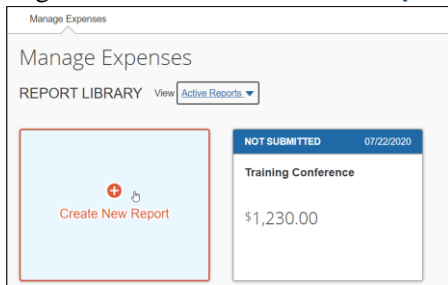 Manage Expenses
Manage Expenses
REPORT LIBRARY View Active Reports
NOT SUBMITTED 07/22/2020
Training Conference
Create New Report
$1,230.00